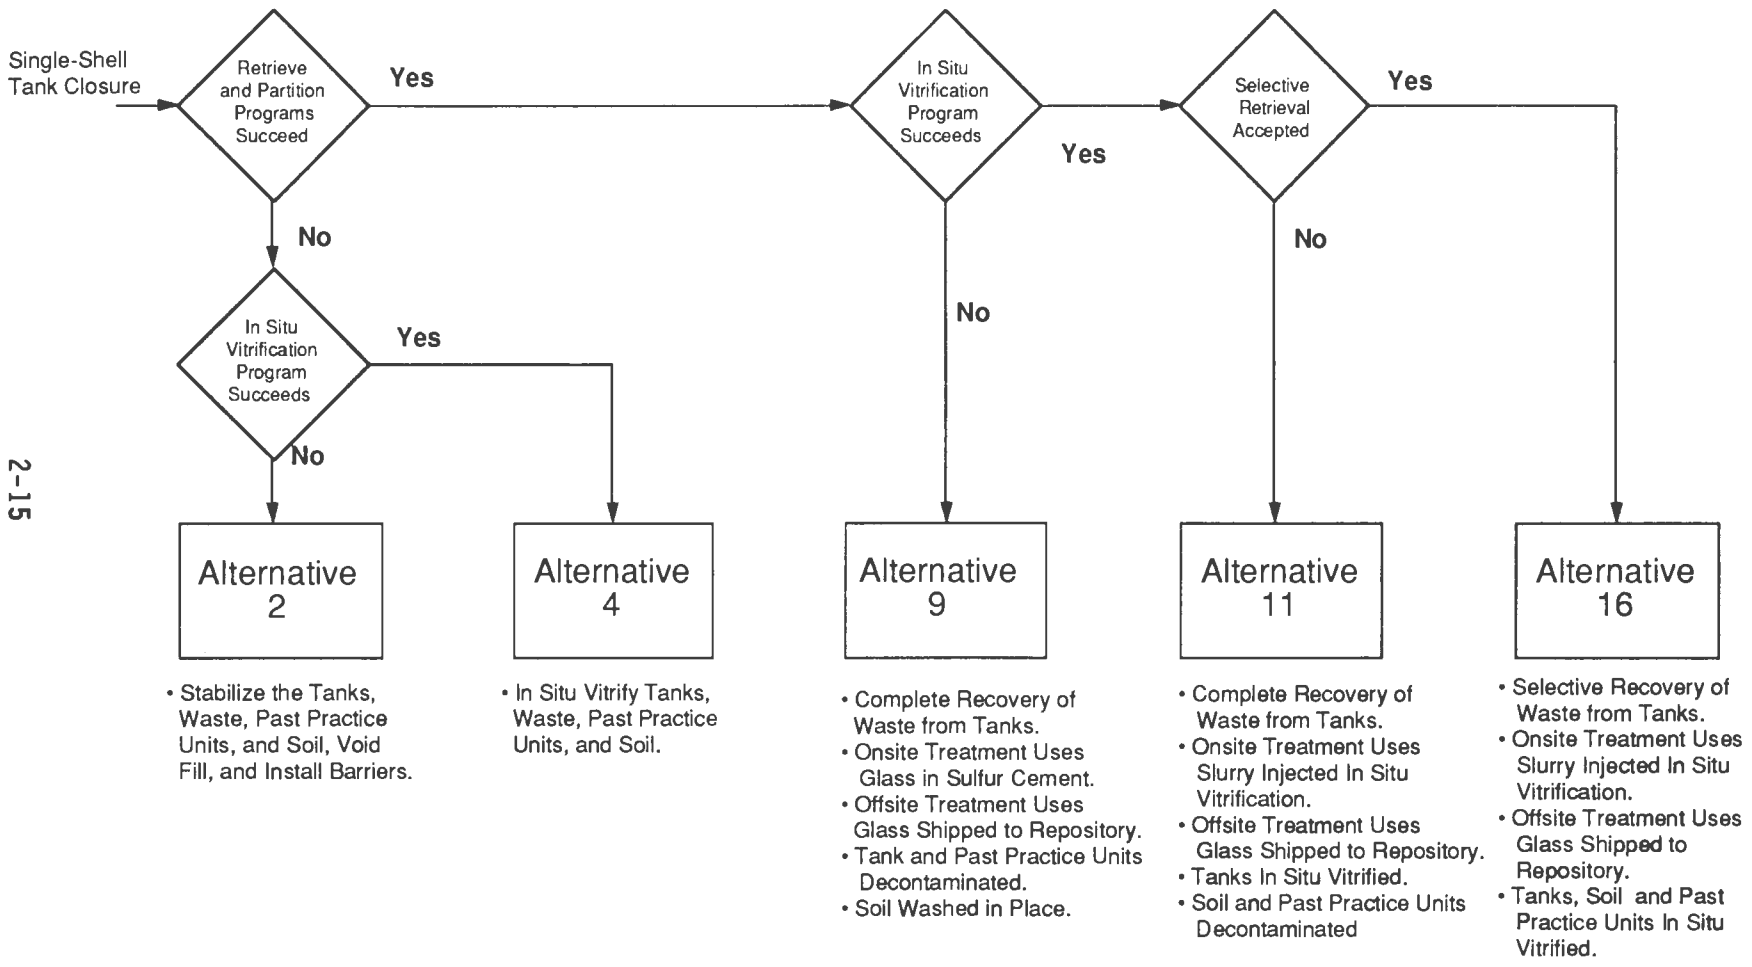 Single-Shell
Tank Closure
Retrieve
and Partition
Programs
Succeed
Yes
In Situ
Vitrification
Program
Succeeds
Yes
Selective
Retrieval
Accepted
Yes
No
No
No
In Situ
Vitrification
Program
Succeeds
Yes
No
2-15
Alternative
2
Alternative
4
Alternative
9
Alternative
11
Alternative
16
• Stabilize the Tanks,
Waste, Past Practice
Units, and Soil, Void
Fill, and Install Barriers.
• In Situ Vitrify Tanks,
Waste, Past Practice
Units, and Soil.
• Complete Recovery of
Waste from Tanks.
• Onsite Treatment Uses
Glass in Sulfur Cement.
• Offsite Treatment Uses
Glass Shipped to Repository.
• Tank and Past Practice Units
Decontaminated.
• Soil Washed in Place.
• Complete Recovery of
Waste from Tanks.
• Onsite Treatment Uses
Slurry Injected In Situ
Vitrification.
• Offsite Treatment Uses
Glass Shipped to Repository.
• Tanks In Situ Vitrified.
• Soil and Past Practice Units
Decontaminated
• Selective Recovery of
Waste from Tanks.
• Onsite Treatment Uses
Slurry Injected In Situ
Vitrification.
• Offsite Treatment Uses
Glass Shipped to
Repository.
• Tanks, Soil and Past
Practice Units In Situ
Vitrified.